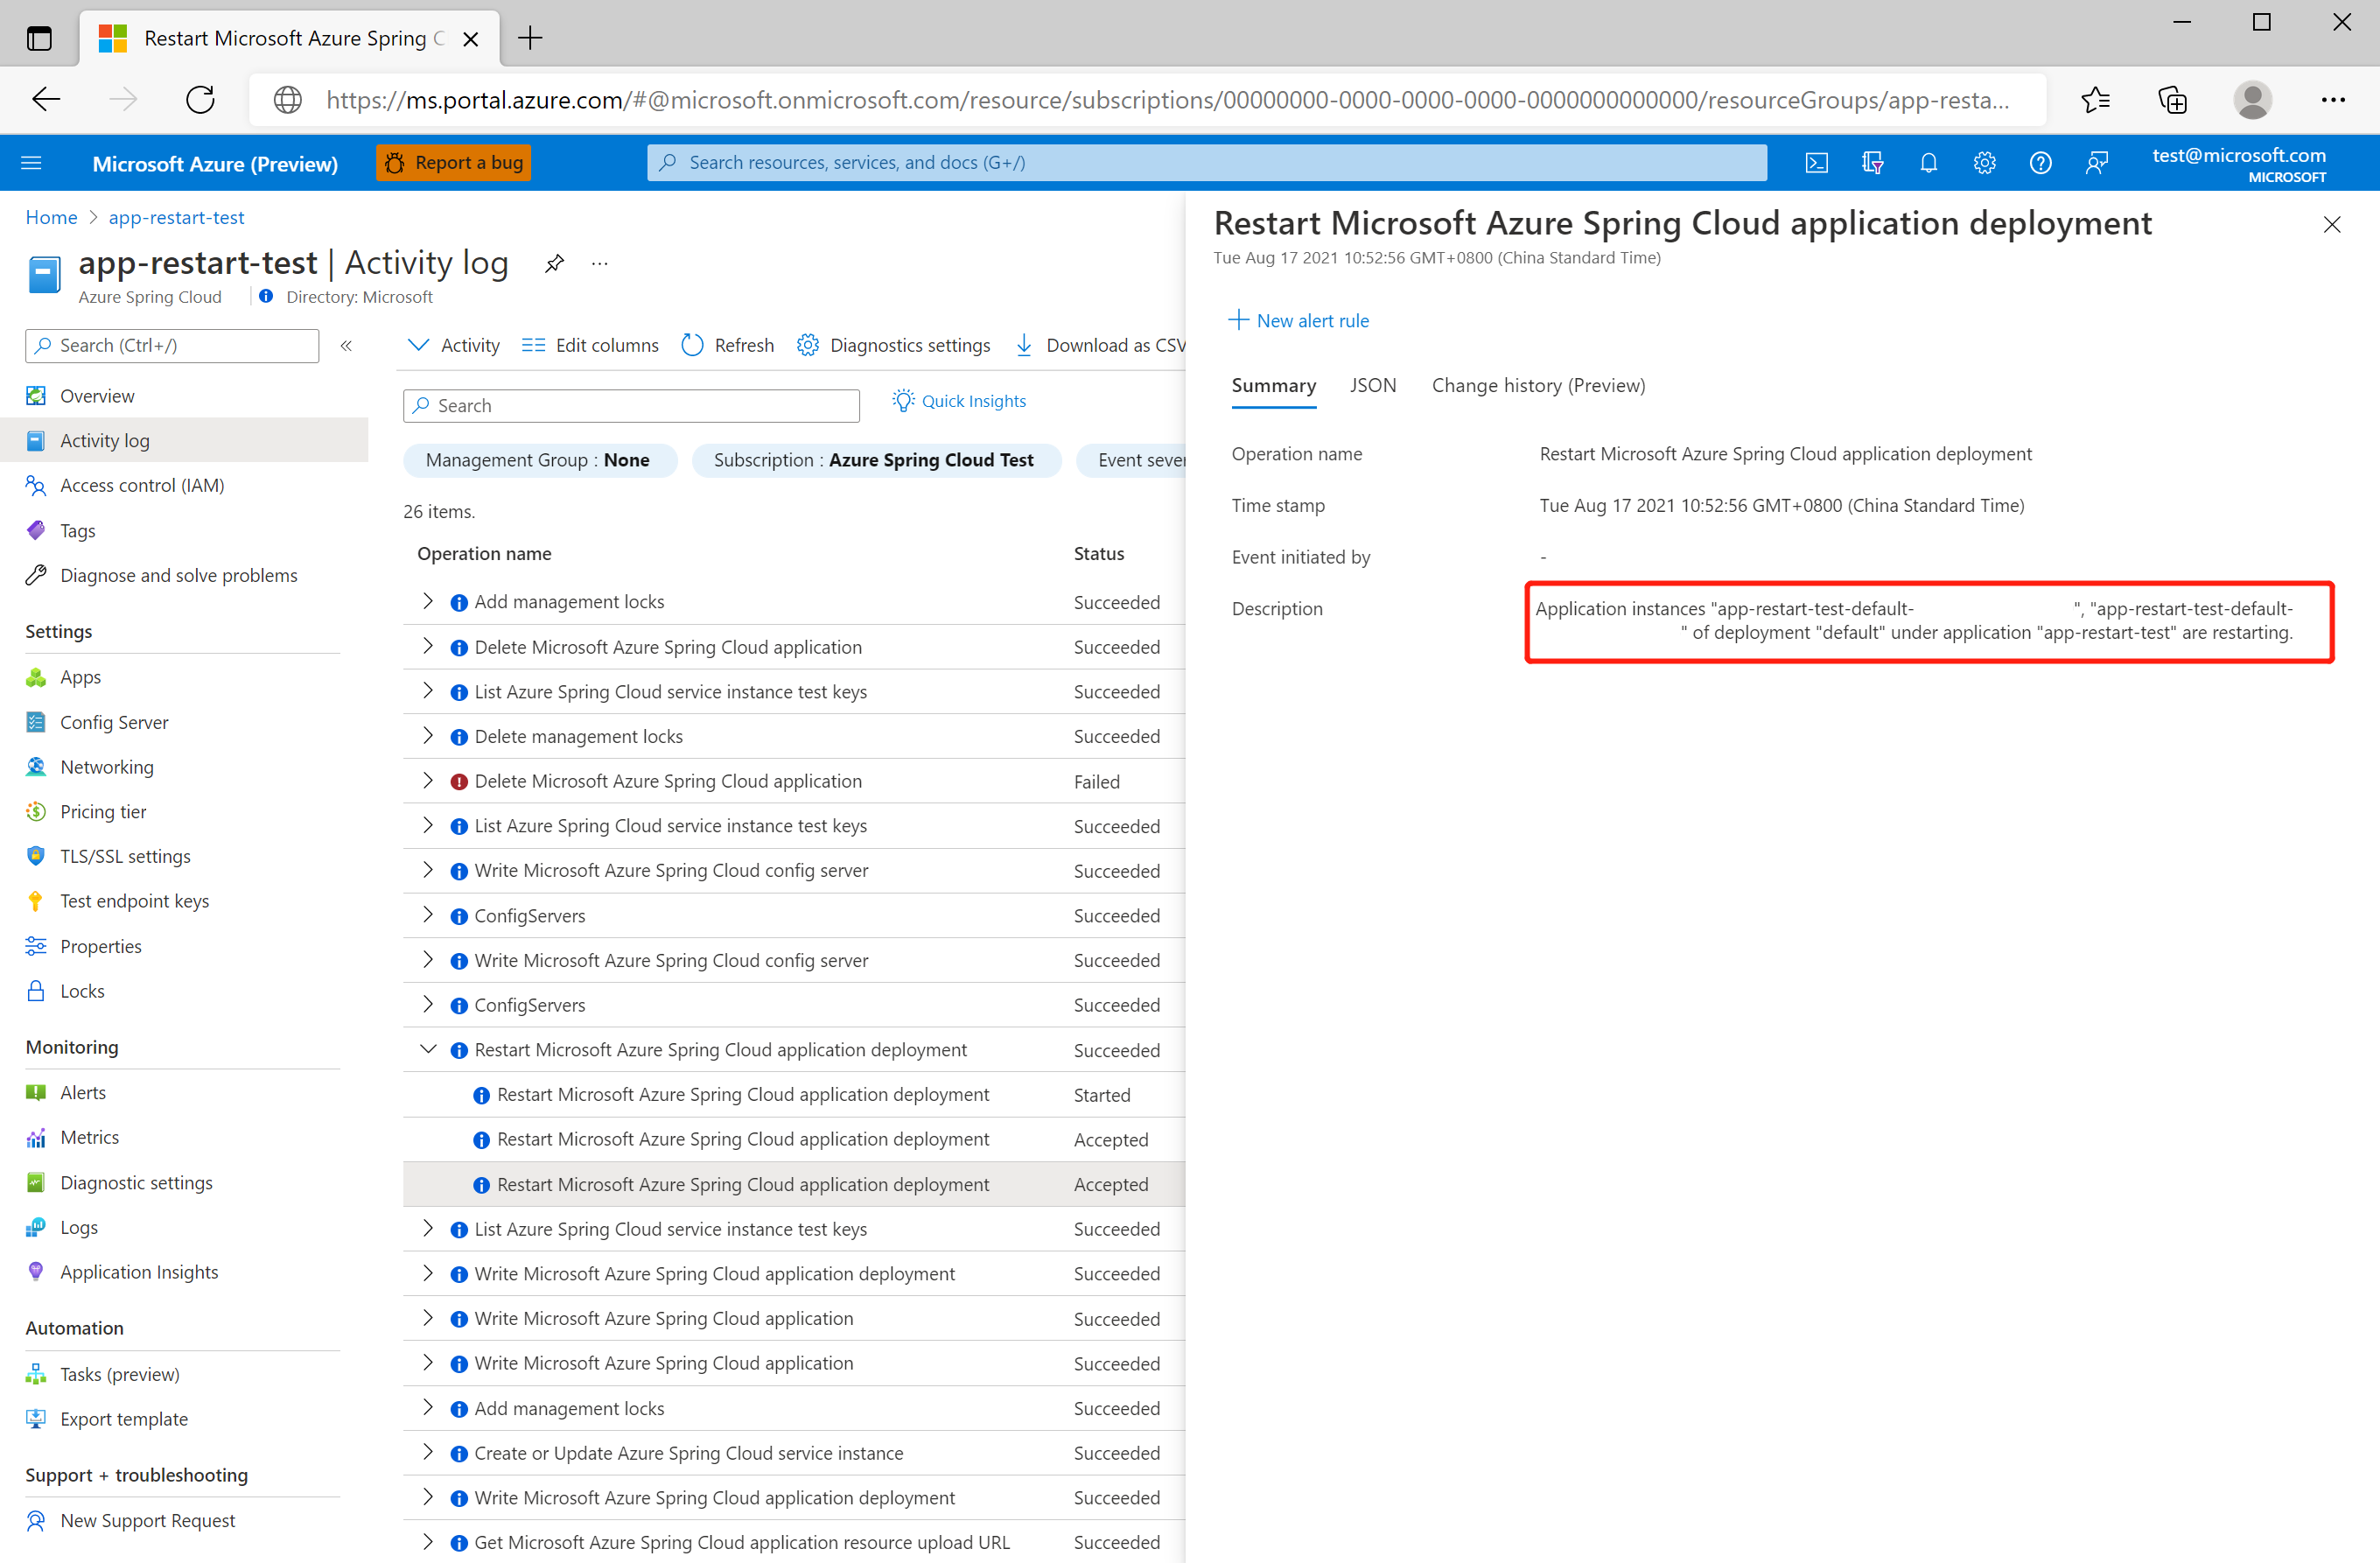 Restart Microsoft Azure Spring C
https://ms.portal.azure.com/#@microsoft.onmicrosoft.com/resource/subscriptions/00000000-0000-0000-0000-0000000000000/resourceGroups/app-resta...
Microsoft Azure (Preview)
Report a bug
Search resources, services, and docs (G+/)
test@microsoft.com
MICROSOFT
Home > app-restart-test
app-restart-test | Activity log
Azure Spring Cloud
Directory: Microsoft
Search (Ctrl+/)
Overview
Activity log
Access control (IAM)
Tags
Diagnose and solve problems
Settings
Apps
Config Server
Networking
Pricing tier
TLS/SSL settings
Test endpoint keys
Properties
Locks
Monitoring
Alerts
Metrics
Diagnostic settings
Logs
Application Insights
Automation
Tasks (preview)
Export template
Support + troubleshooting
New Support Request
Activity
Edit columns
Refresh
Diagnostics settings
Download as CSV
Search
Quick Insights
Management Group : None
Subscription : Azure Spring Cloud Test
Event sever
26 items.
Operation name Status
Add management locks Succeeded
Delete Microsoft Azure Spring Cloud application Succeeded
List Azure Spring Cloud service instance test keys Succeeded
Delete management locks Succeeded
Delete Microsoft Azure Spring Cloud application Failed
List Azure Spring Cloud service instance test keys Succeeded
Write Microsoft Azure Spring Cloud config server Succeeded
ConfigServers Succeeded
Write Microsoft Azure Spring Cloud config server Succeeded
ConfigServers Succeeded
Restart Microsoft Azure Spring Cloud application deployment Succeeded
Restart Microsoft Azure Spring Cloud application deployment Started
Restart Microsoft Azure Spring Cloud application deployment Accepted
Restart Microsoft Azure Spring Cloud application deployment Accepted
List Azure Spring Cloud service instance test keys Succeeded
Write Microsoft Azure Spring Cloud application deployment Succeeded
Write Microsoft Azure Spring Cloud application Succeeded
Write Microsoft Azure Spring Cloud application Succeeded
Add management locks Succeeded
Create or Update Azure Spring Cloud service instance Succeeded
Write Microsoft Azure Spring Cloud application deployment Succeeded
Get Microsoft Azure Spring Cloud application resource upload URL Succeeded
Restart Microsoft Azure Spring Cloud application deployment
Tue Aug 17 2021 10:52:56 GMT+0800 (China Standard Time)
New alert rule
Summary JSON Change history (Preview)
Operation name Restart Microsoft Azure Spring Cloud application deployment
Time stamp Tue Aug 17 2021 10:52:56 GMT+0800 (China Standard Time)
Event initiated by -
Description Application instances "app-restart-test-default- ", "app-restart-test-default-
" of deployment "default" under application "app-restart-test" are restarting.